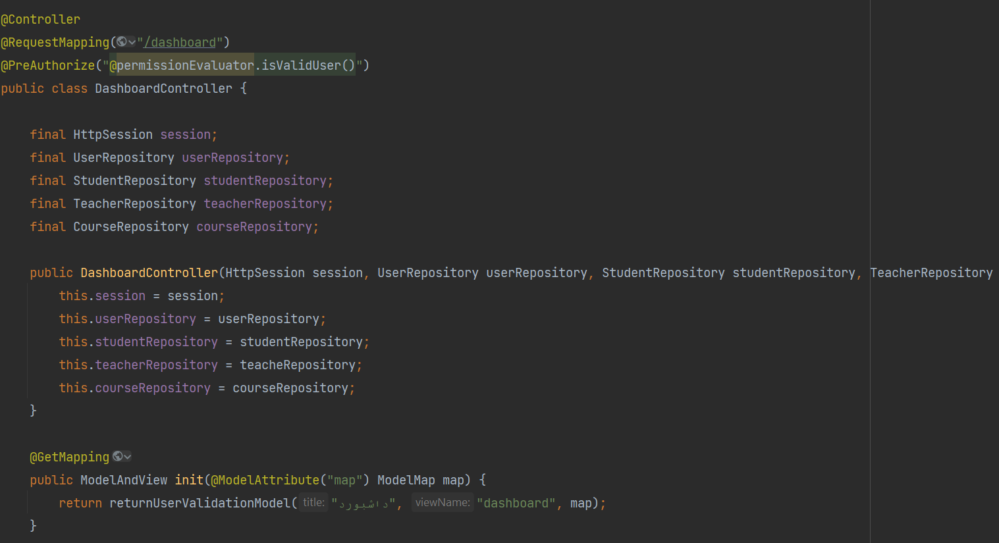 @Controller
@RequestMapping("/dashboard")
@PreAuthorize("@permissionEvaluator.isValidUser()")
public class DashboardController {
final HttpSession session;
final UserRepository userRepository;
final StudentRepository studentRepository;
final TeacherRepository teacherRepository;
final CourseRepository courseRepository;
public DashboardController(HttpSession session, UserRepository userRepository, StudentRepository studentRepository, TeacherRepository
this.session = session;
this.userRepository = userRepository;
this.studentRepository = studentRepository;
this.teacherRepository = teacheRepository;
this.courseRepository = courseRepository;
}
@GetMapping
public ModelAndView init(@ModelAttribute("map") ModelMap map) {
return returnUserValidationModel( title: "داشبورد", viewName: "dashboard", map);
}